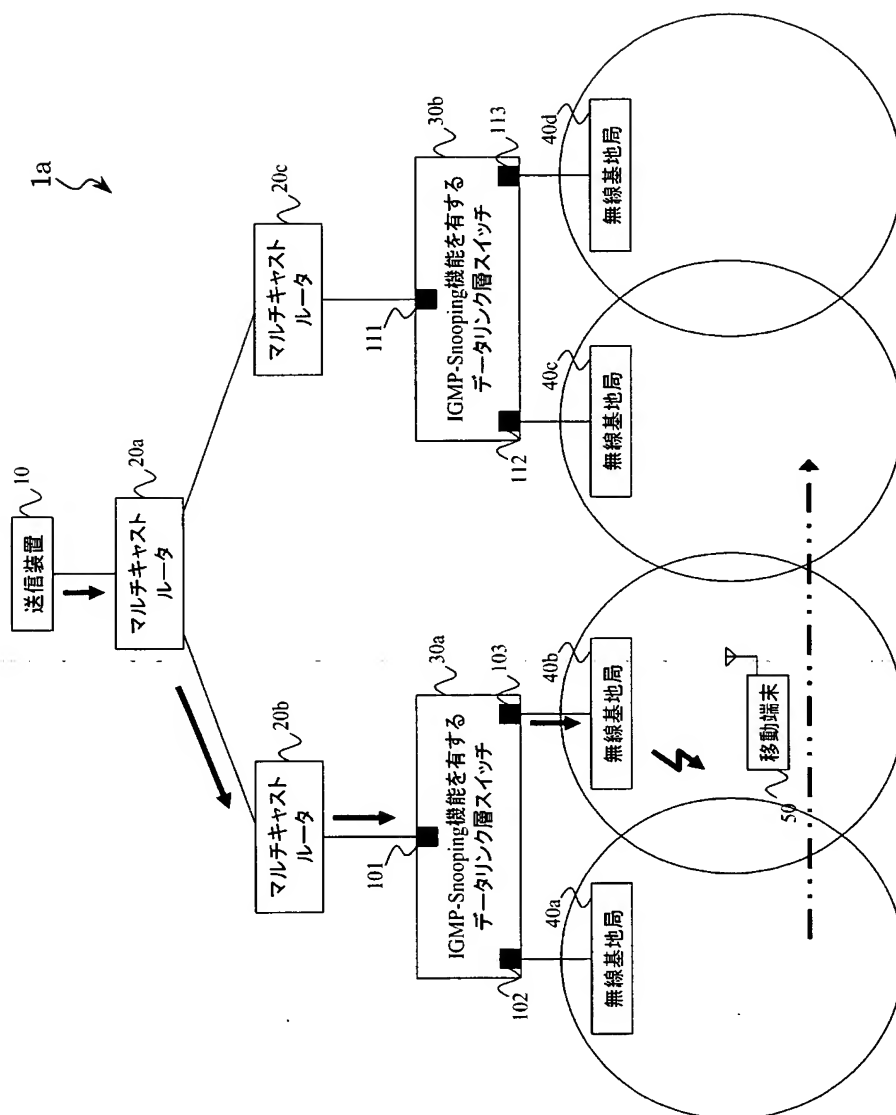 1a
送信装置
10
マルチキャスト
ルータ
20a
マルチキャスト
ルータ
20b
マルチキャスト
ルータ
20c
101
IGMP-Snooping機能を有する
データリンク層スイッチ
30a
102
103
111
IGMP-Snooping機能を有する
データリンク層スイッチ
30b
112
113
無線基地局
40a
無線基地局
40b
無線基地局
40c
無線基地局
40d
移動端末
50